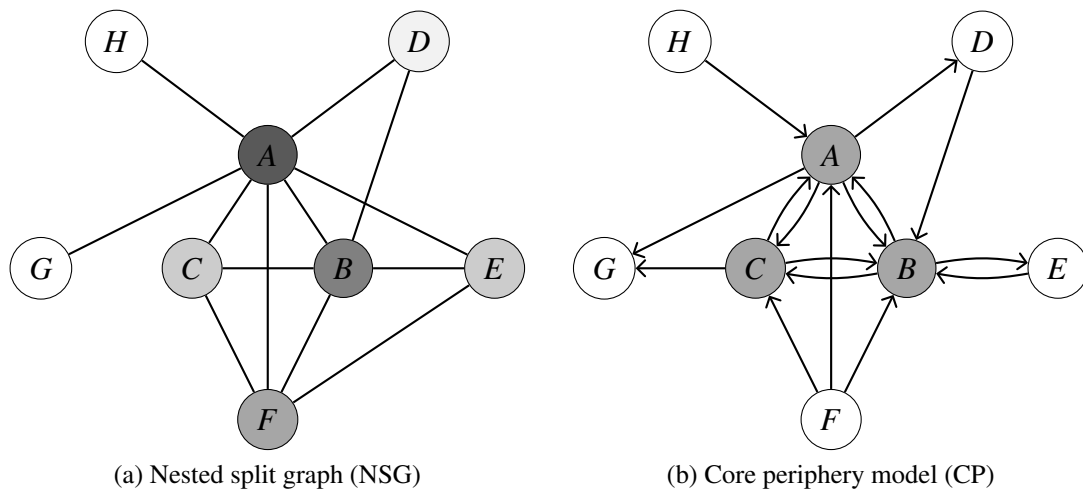 H D H D
A A
G C B E G C B E
F F
(a) Nested split graph (NSG) (b) Core periphery model (CP)